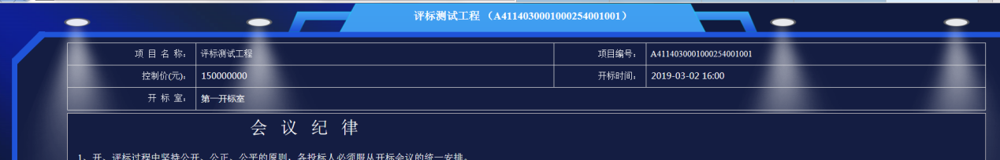 评标测试工程 （A4114030001000254001001）
项 目 名 称： 评标测试工程 项目编号： A4114030001000254001001
控制价(元)： 150000000 开标时间： 2019-03-02 16:00
开 标 室： 第一开标室
会 议 纪 律
1、开、评标过程中坚持公开、公正、公平的原则，各投标人必须服从开标会议的统一安排。